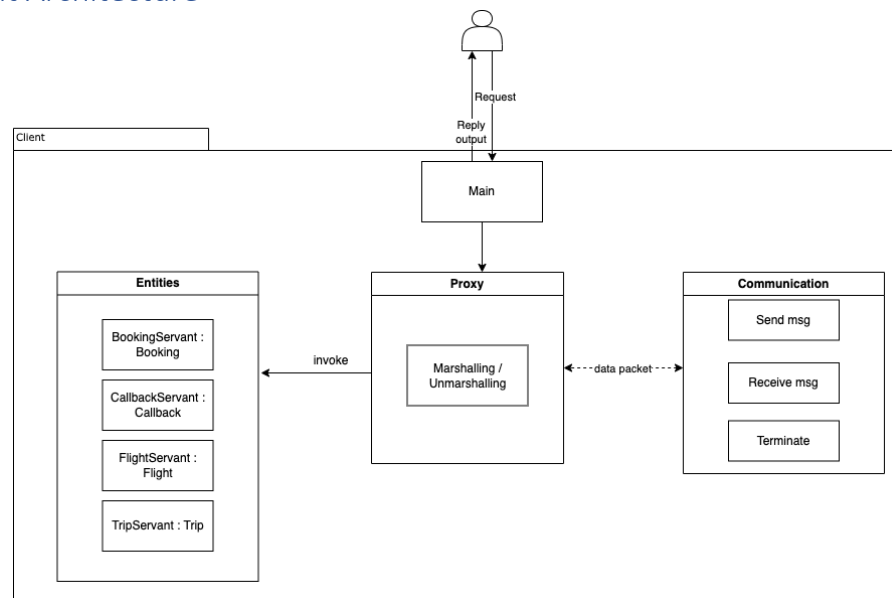 Request
Reply
output
Client
Main
Entities
BookingServant :
Booking
CallbackServant :
Callback
FlightServant :
Flight
TripServant : Trip
invoke
Proxy
Marshalling /
Unmarshalling
data packet
Communication
Send msg
Receive msg
Terminate